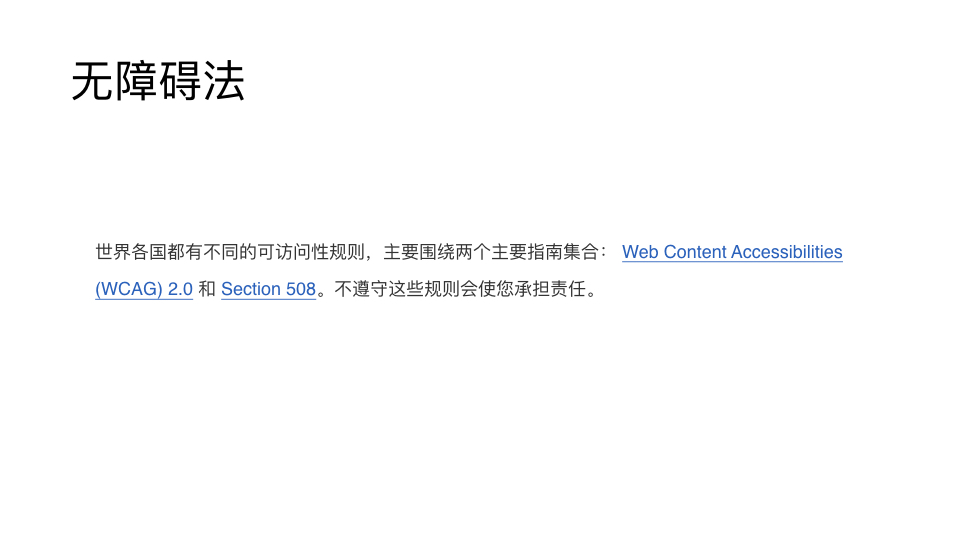 无障碍法
世界各国都有不同的可访问性规则，主要围绕两个主要指南集合： Web Content Accessibilities
(WCAG) 2.0 和 Section 508。不遵守这些规则会使您承担责任。